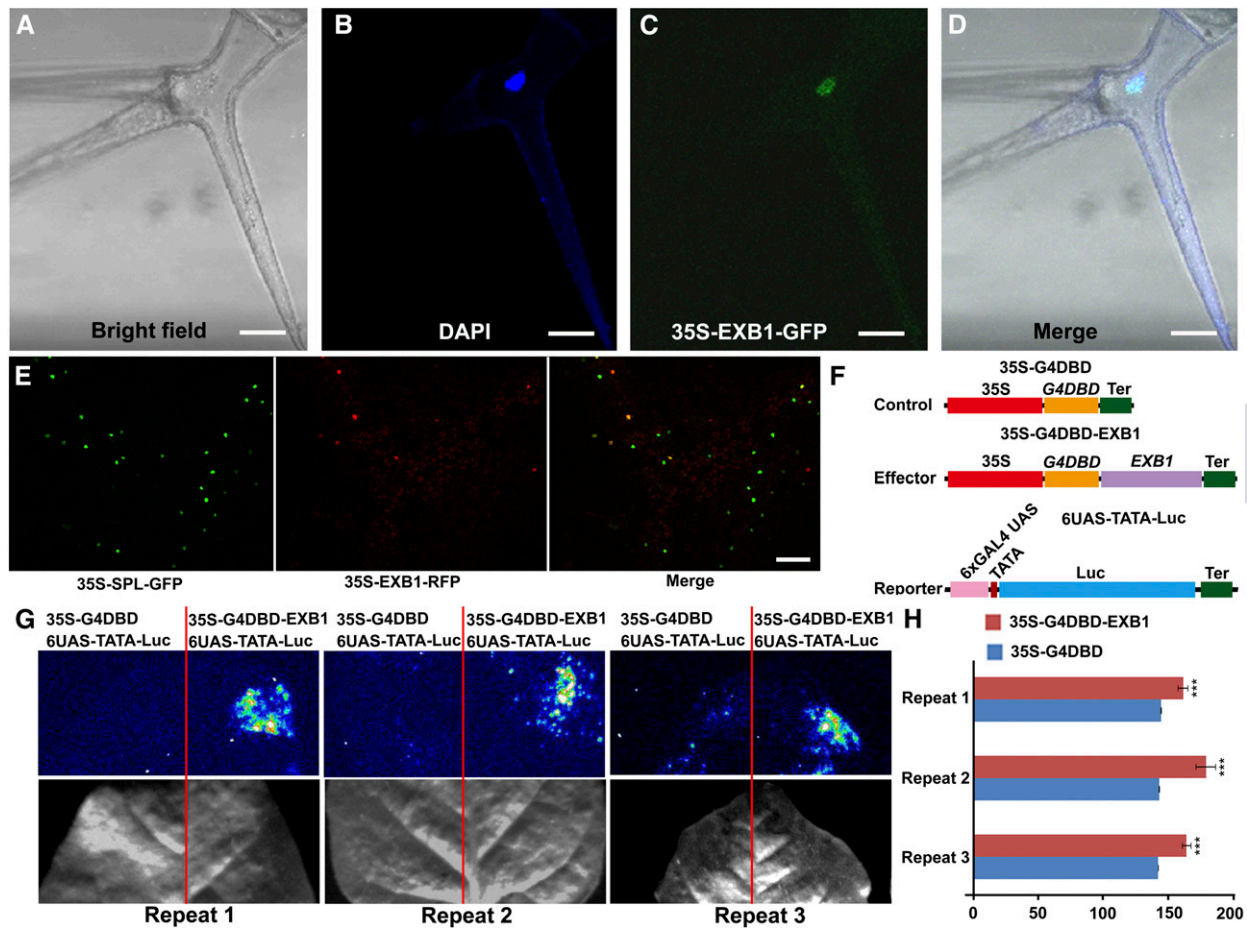 A
Bright field
B
DAPI
C
35S-EXB1-GFP
D
Merge
E
35S-SPL-GFP
35S-EXB1-RFP
Merge
F
35S-G4DBD
35S G4DBD Ter
Control
35S-G4DBD-EXB1
35S G4DBD EXB1 Ter
Effector
6UAS-TATA-Luc
6xGAL4 UAS
TATA
Luc
Ter
Reporter
G
35S-G4DBD
6UAS-TATA-Luc
35S-G4DBD-EXB1
6UAS-TATA-Luc
35S-G4DBD
6UAS-TATA-Luc
35S-G4DBD-EXB1
6UAS-TATA-Luc
35S-G4DBD
6UAS-TATA-Luc
35S-G4DBD-EXB1
6UAS-TATA-Luc
Repeat 1
Repeat 2
Repeat 3
H
35S-G4DBD-EXB1
35S-G4DBD
Repeat 1
***
Repeat 2
***
Repeat 3
***
0 50 100 150 200